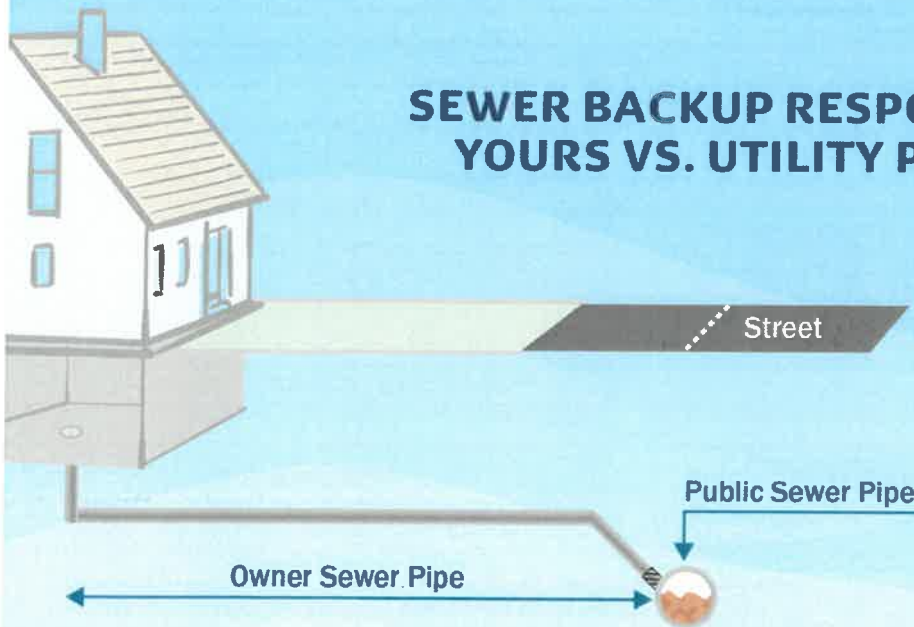 SEWER BACKUP RESPO
YOURS VS. UTILITY P
Street
Public Sewer Pipe
Owner Sewer Pipe